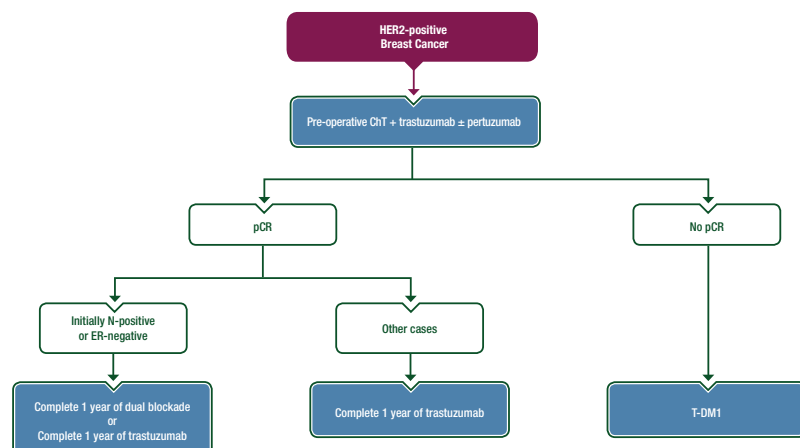 HER2-positive
Breast Cancer
Pre-operative ChT + trastuzumab ± pertuzumab
pCR
No pCR
Initially N-positive
or ER-negative
Other cases
Complete 1 year of dual blockade
or
Complete 1 year of trastuzumab
Complete 1 year of trastuzumab
T-DM1